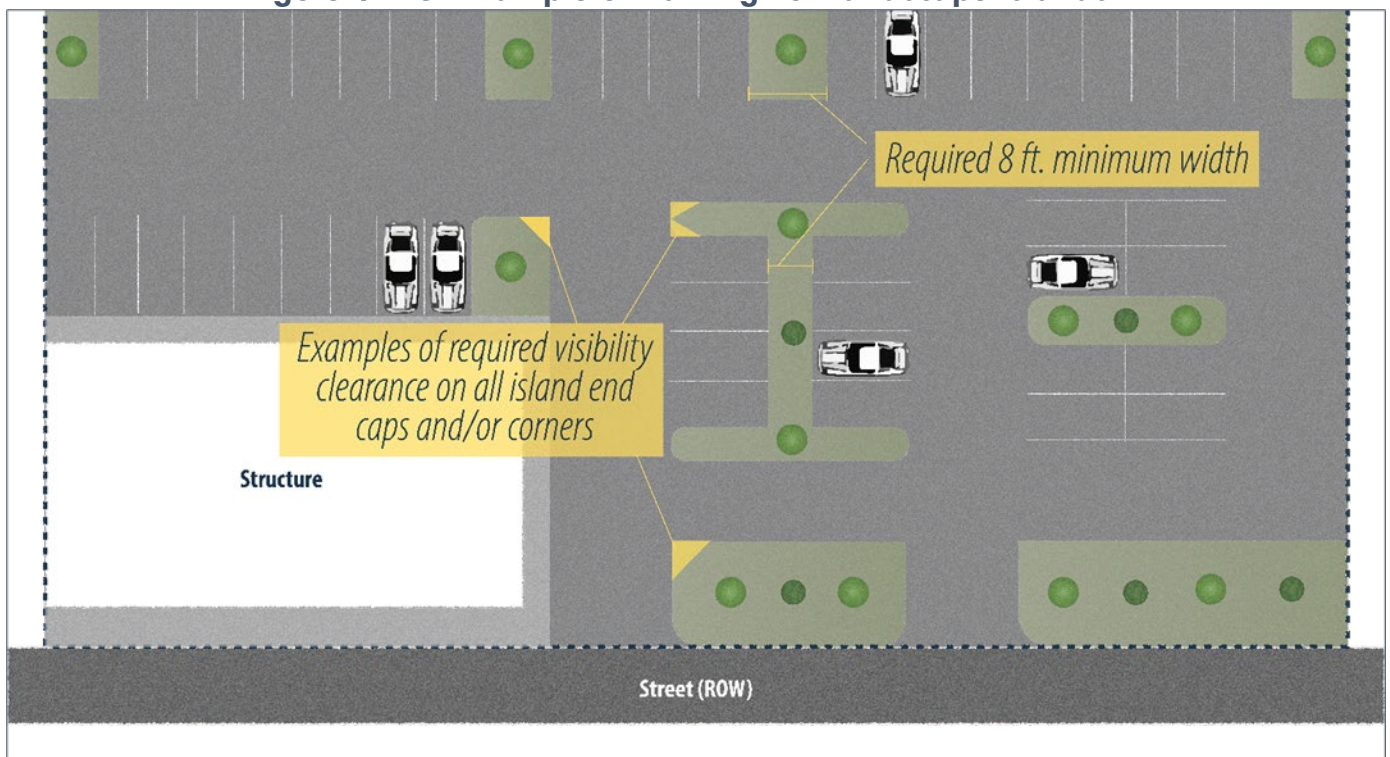 Required 8 ft. minimum width
Examples of required visibility
clearance on all island end
caps and/or corners
Structure
Street (ROW)